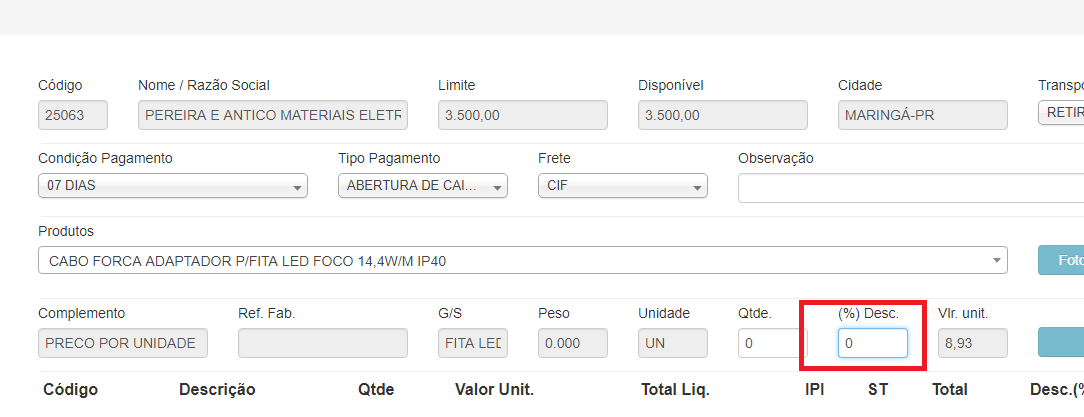 Código Nome / Razão Social Limite Disponível Cidade Transpo
25063 PEREIRA E ANTICO MATERIAIS ELETR 3.500,00 3.500,00 MARINGÁ-PR RETIR
Condição Pagamento Tipo Pagamento Frete Observação
07 DIAS ABERTURA DE CAI... CIF
Produtos
CABO FORCA ADAPTADOR P/FITA LED FOCO 14,4W/M IP40 Foto
Complemento Ref. Fab. G/S Peso Unidade Qtde. (%) Desc. Vlr. unit.
PRECO POR UNIDADE FITA LED 0.000 UN 0 0 8,93
Código Descrição Qtde Valor Unit. Total Liq. IPI ST Total Desc.(%